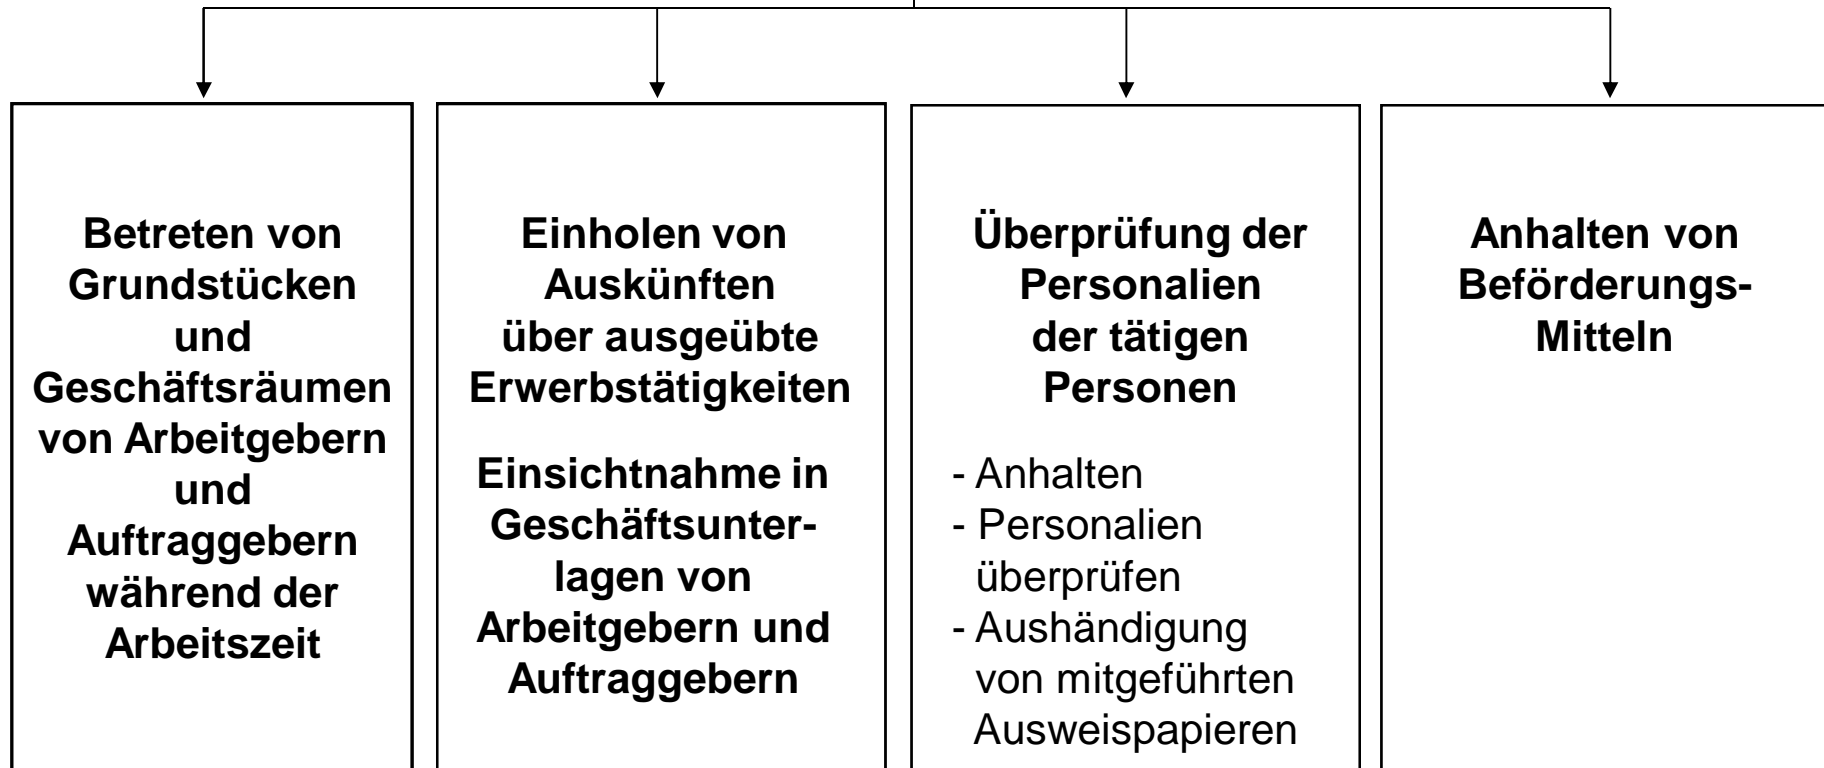 Betreten von
Grundstücken
und
Geschäftsräumen
von Arbeitgebern
und
Auftraggebern
während der
Arbeitszeit
Einholen von
Auskünften
über ausgeübte
Erwerbstätigkeiten
Einsichtnahme in
Geschäftsunter-
lagen von
Arbeitgebern und
Auftraggebern
Überprüfung der
Personalien
der tätigen
Personen
- Anhalten
- Personalien
überprüfen
- Aushändigung
von mitgeführten
Ausweispapieren
Anhalten von
Beförderungs-
Mitteln